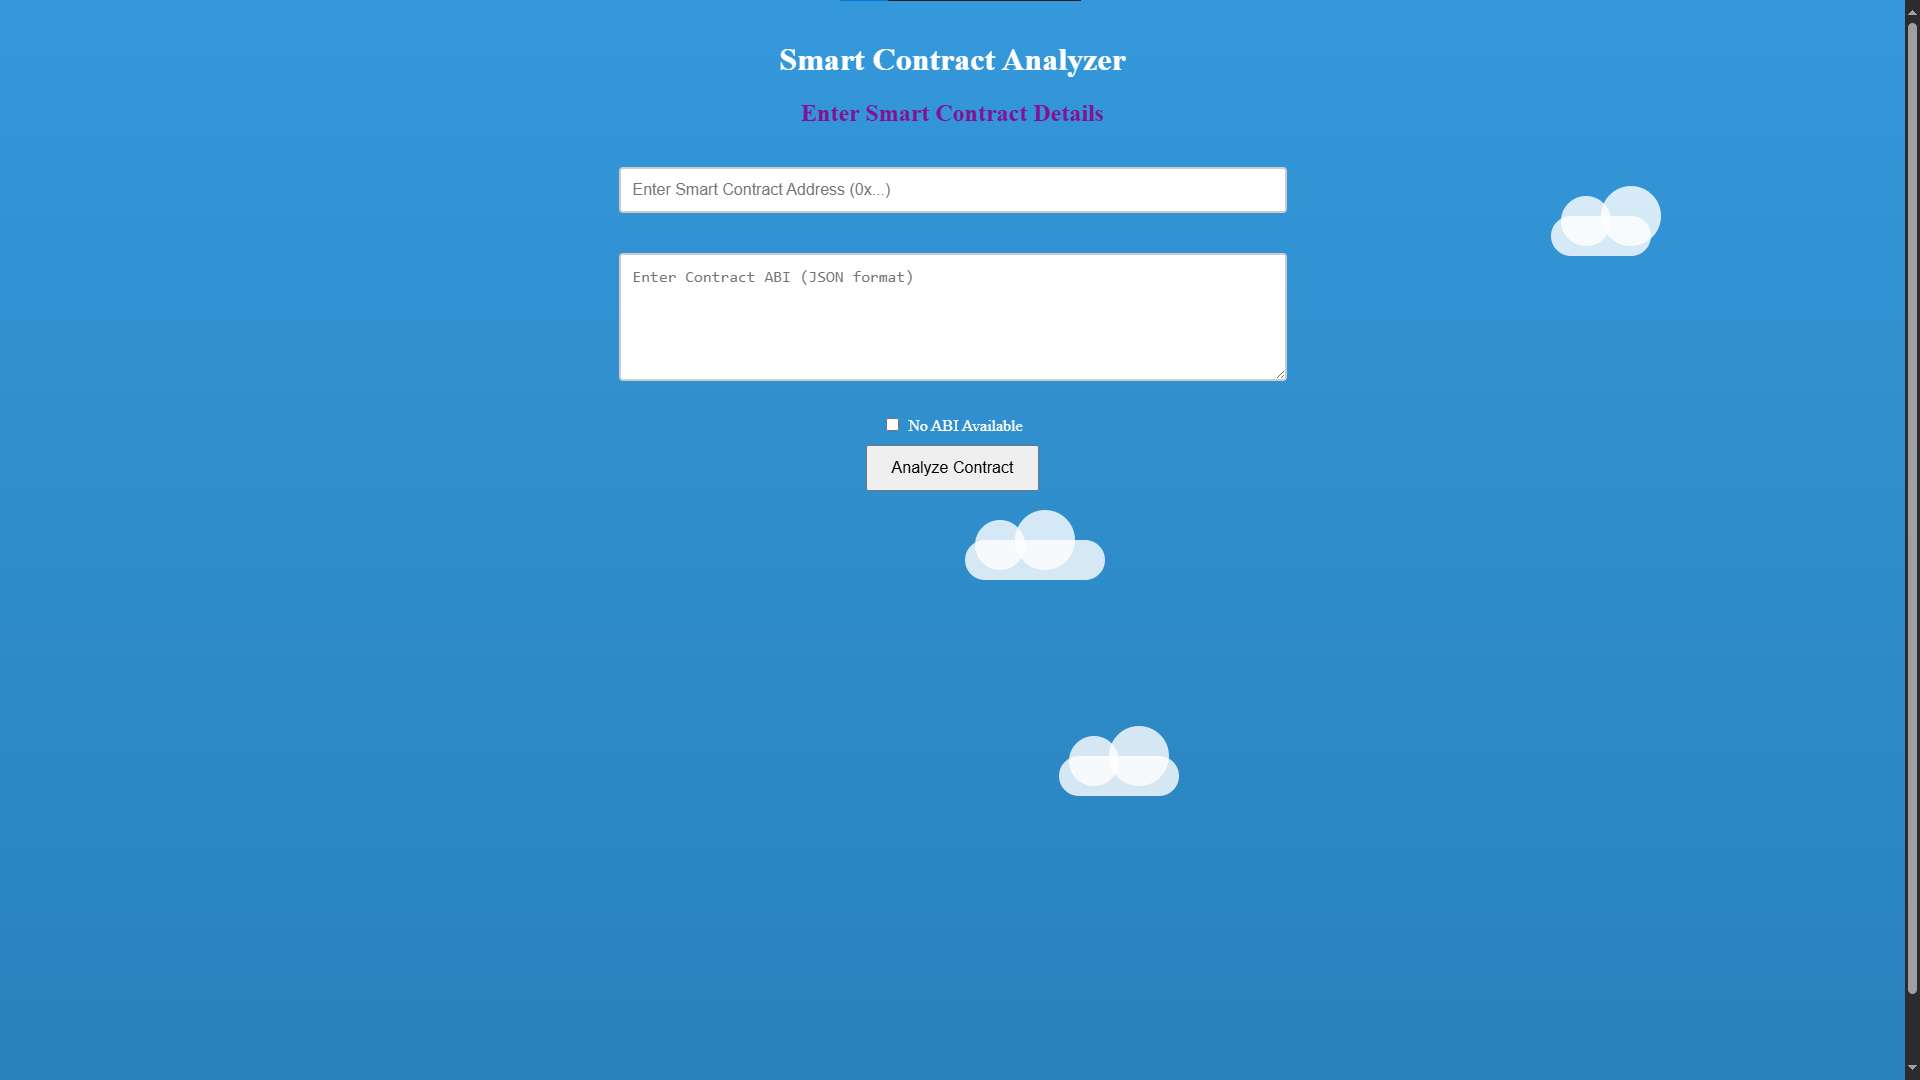 Smart Contract Analyzer
Enter Smart Contract Details
Enter Smart Contract Address (0x...)
Enter Contract ABI (JSON format)
No ABI Available
Analyze Contract